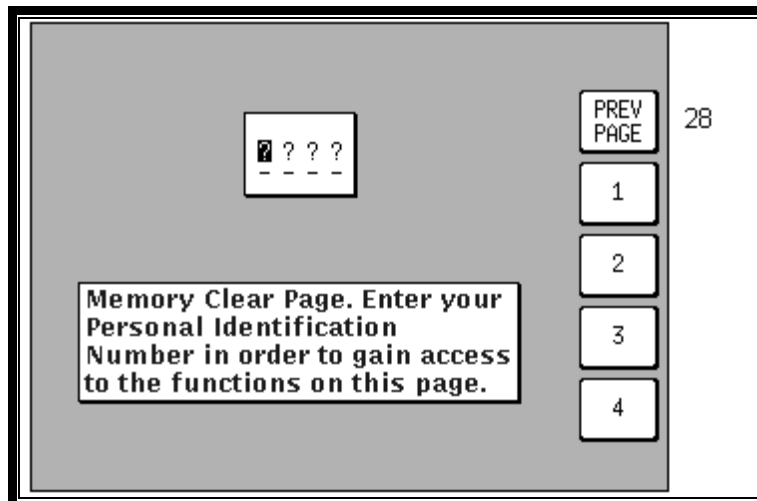 ? ? ? ?
Memory Clear Page. Enter your
Personal Identification
Number in order to gain access
to the functions on this page.
PREV
PAGE
28
1
2
3
4